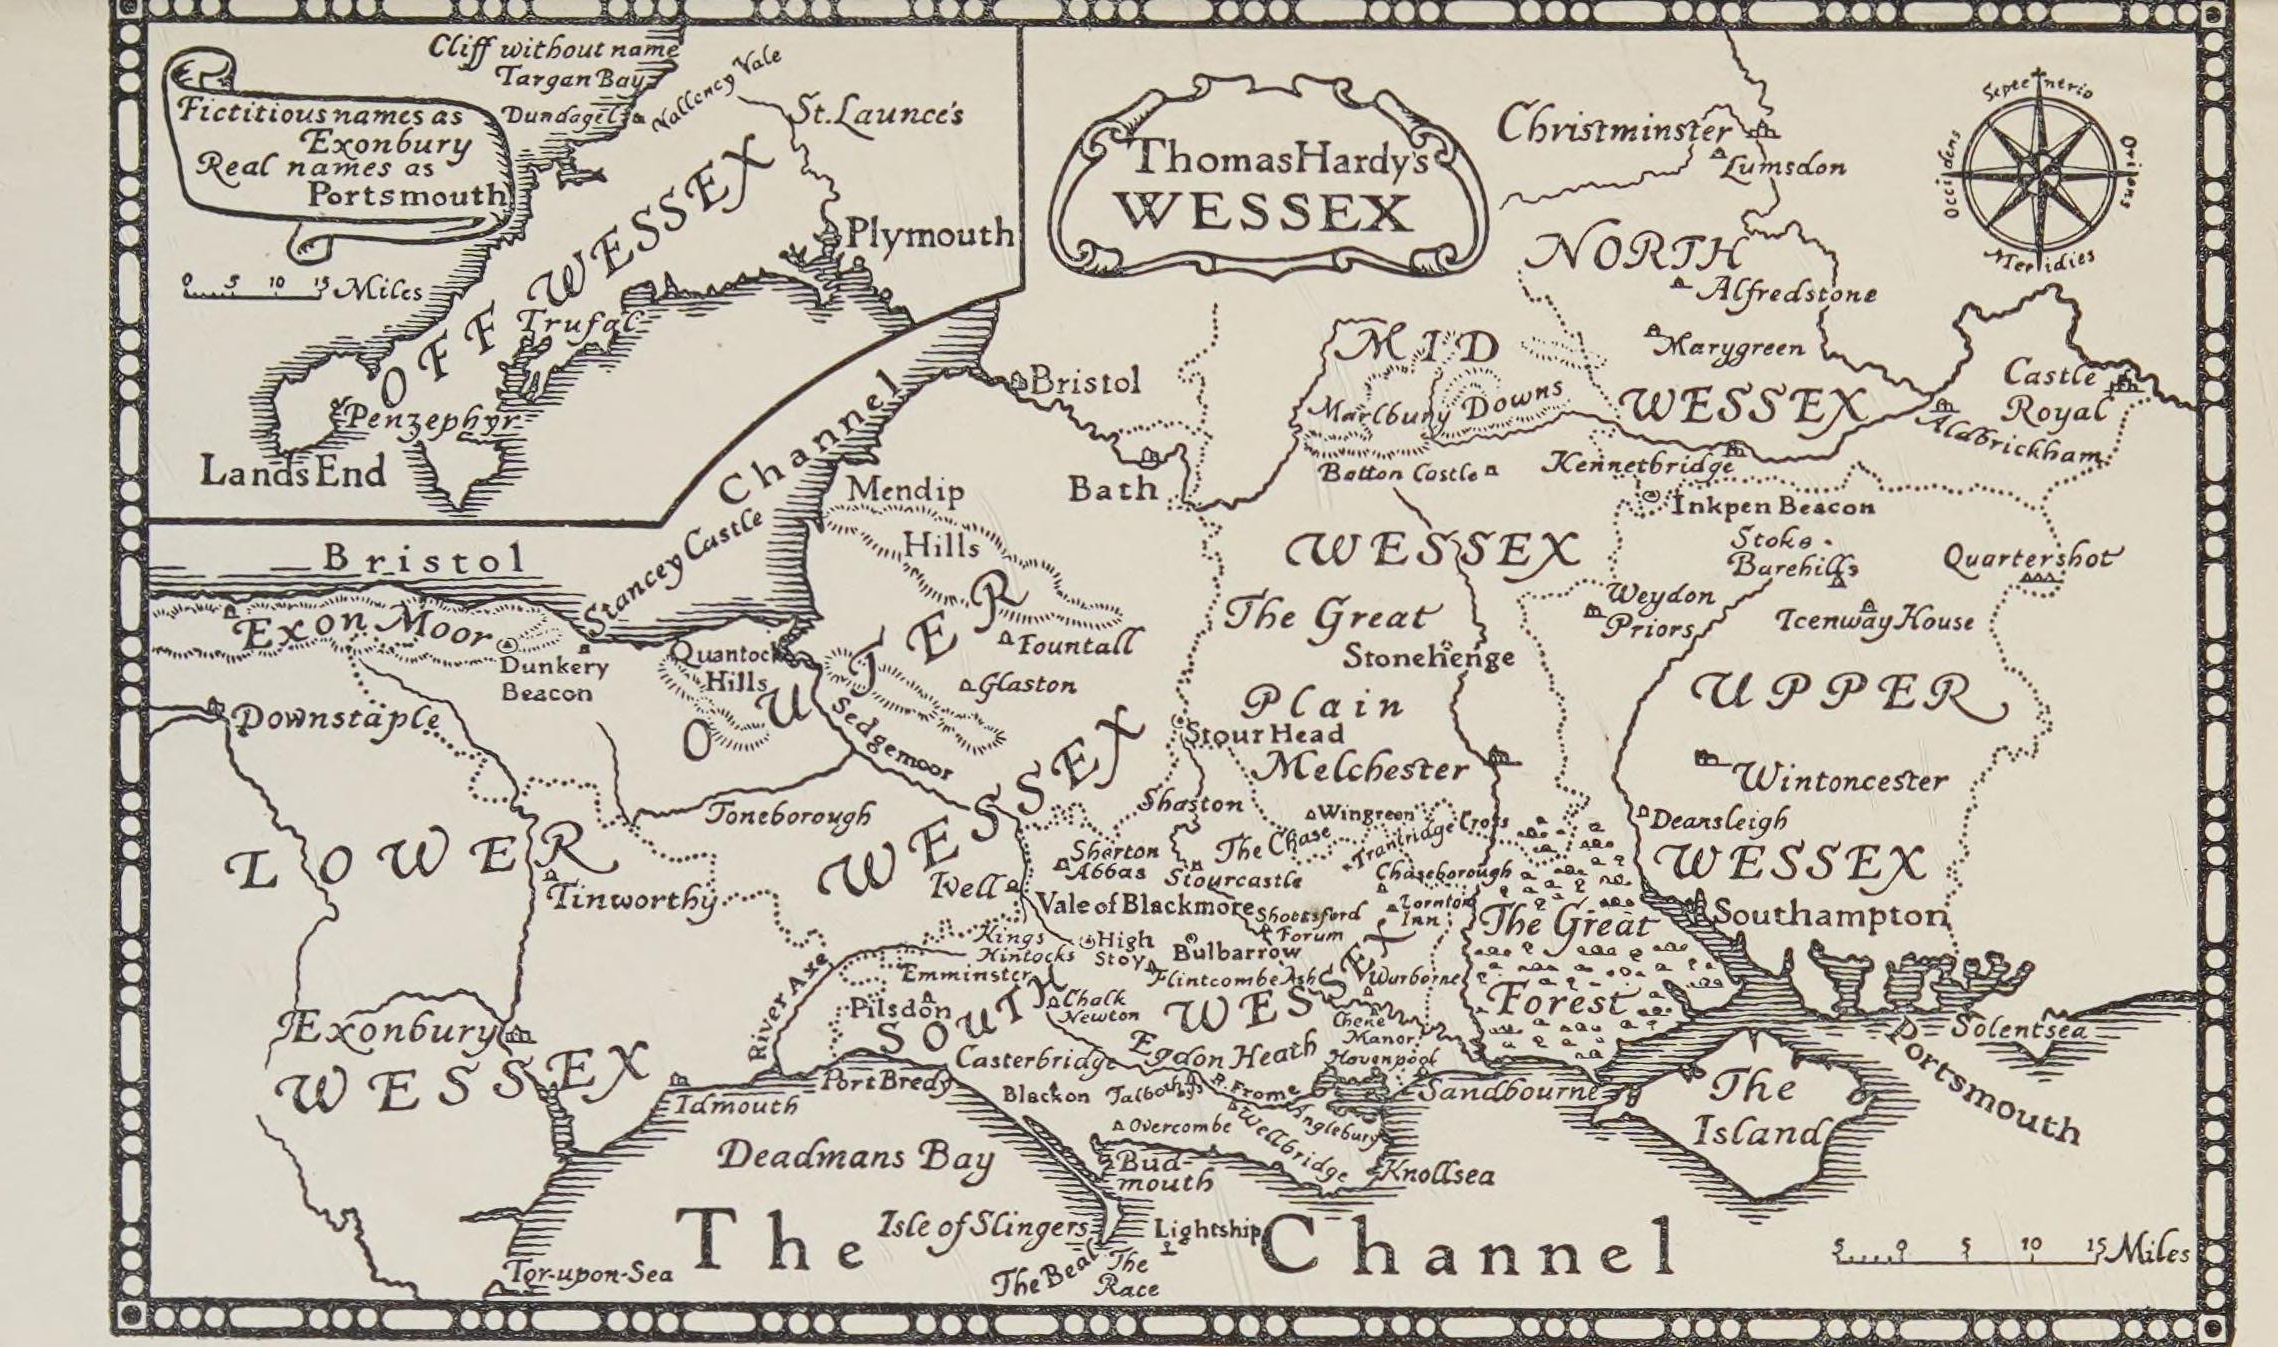 Cliff without name
Targan Bay
Dundagel
Vallency Vale
St. Launce's
Fictitious names as
Exonbury
Real names as
Portsmouth
0 5 10 15 Miles
OFF WESSEX
Plymouth
Trufal
Penzephyr
Lands End
Thomas Hardy's
WESSEX
Christminster
Lumsdon
Septentrio
Oriens
Meridies
Occidens
NORTH
Alfredstone
Marygreen
WESSEX
Castle
Royal
Aldbrickham
Kennetbridge
MID
Marlbury Downs
Batton Castle
Inkpen Beacon
Bristol
Bath
Bristol Channel
Mendip
Hills
Stancey Castle
Exon Moor
Dunkery
Beacon
Quantock
Hills
OUTER
Fountall
Glaston
Sedgemoor
WESSEX
The Great
Stonehenge
Plain
Stoke-
Barehills
Quartershot
Weydon
Priors
Icenway House
UPPER
Downstaple
Stour Head
Melchester
Wintoncester
Toneborough
WESSEX
Shaston
Wingreen
The Chase
Trantridge Cross
Deansleigh
WESSEX
LOWER
Tinworthy
Sherton
Abbas
Stourcastle
Chaseborough
Ivell
Vale of Blackmore
Shottsford
Forum
Lornton
Inn
The Great
Southampton
Kings
Hintocks
High
Stoy
Bulbarrow
Emminster
Flintcombe Ash
Warborne
River Axe
Pilsdon
Chalk
Newton
SOUTH WESSEX
Chene
Manor
Forest
Solentsea
Exonbury
WESSEX
Casterbridge
Egdon Heath
Havenpool
Portsmouth
Idmouth
Port Bredy
Blackon
Talbothays
R. Frome
Sandbourne
The
Island
Overcombe
Wellbridge
Anglebury
Deadmans Bay
Bud-
mouth
Knollsea
The Channel
Isle of Slingers
Lightship
The Beal
The
Race
Tor-upon-Sea
5 0 5 10 15 Miles